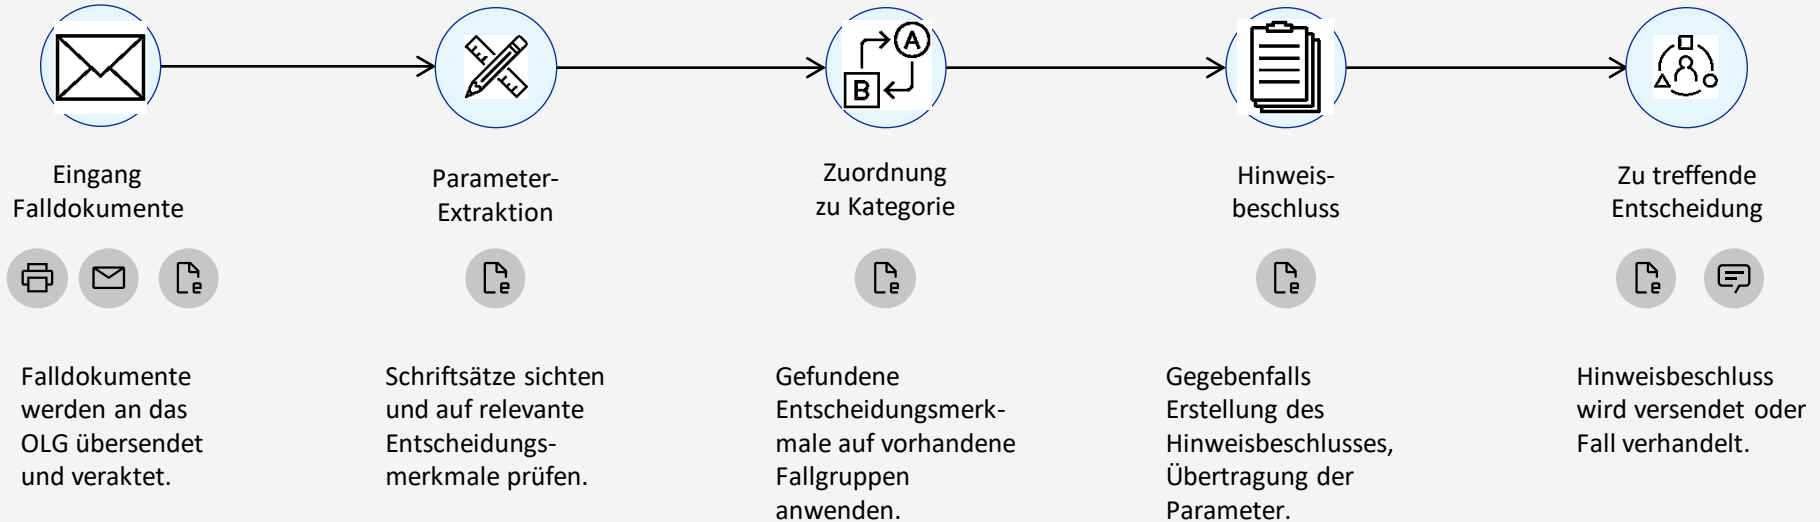 A
B
Eingang
Falldokumente
Parameter-
Extraktion
Zuordnung
zu Kategorie
Hinweis-
beschluss
Zu treffende
Entscheidung
e
e
e
e
e
Falldokumente
werden an das
OLG übersendet
und veraktet.
Schriftsätze sichten
und auf relevante
Entscheidungs-
merkmale prüfen.
Gefundene
Entscheidungsmerk-
male auf vorhandene
Fallgruppen
anwenden.
Gegebenfalls
Erstellung des
Hinweisbeschlusses,
Übertragung der
Parameter.
Hinweisbeschluss
wird versendet oder
Fall verhandelt.